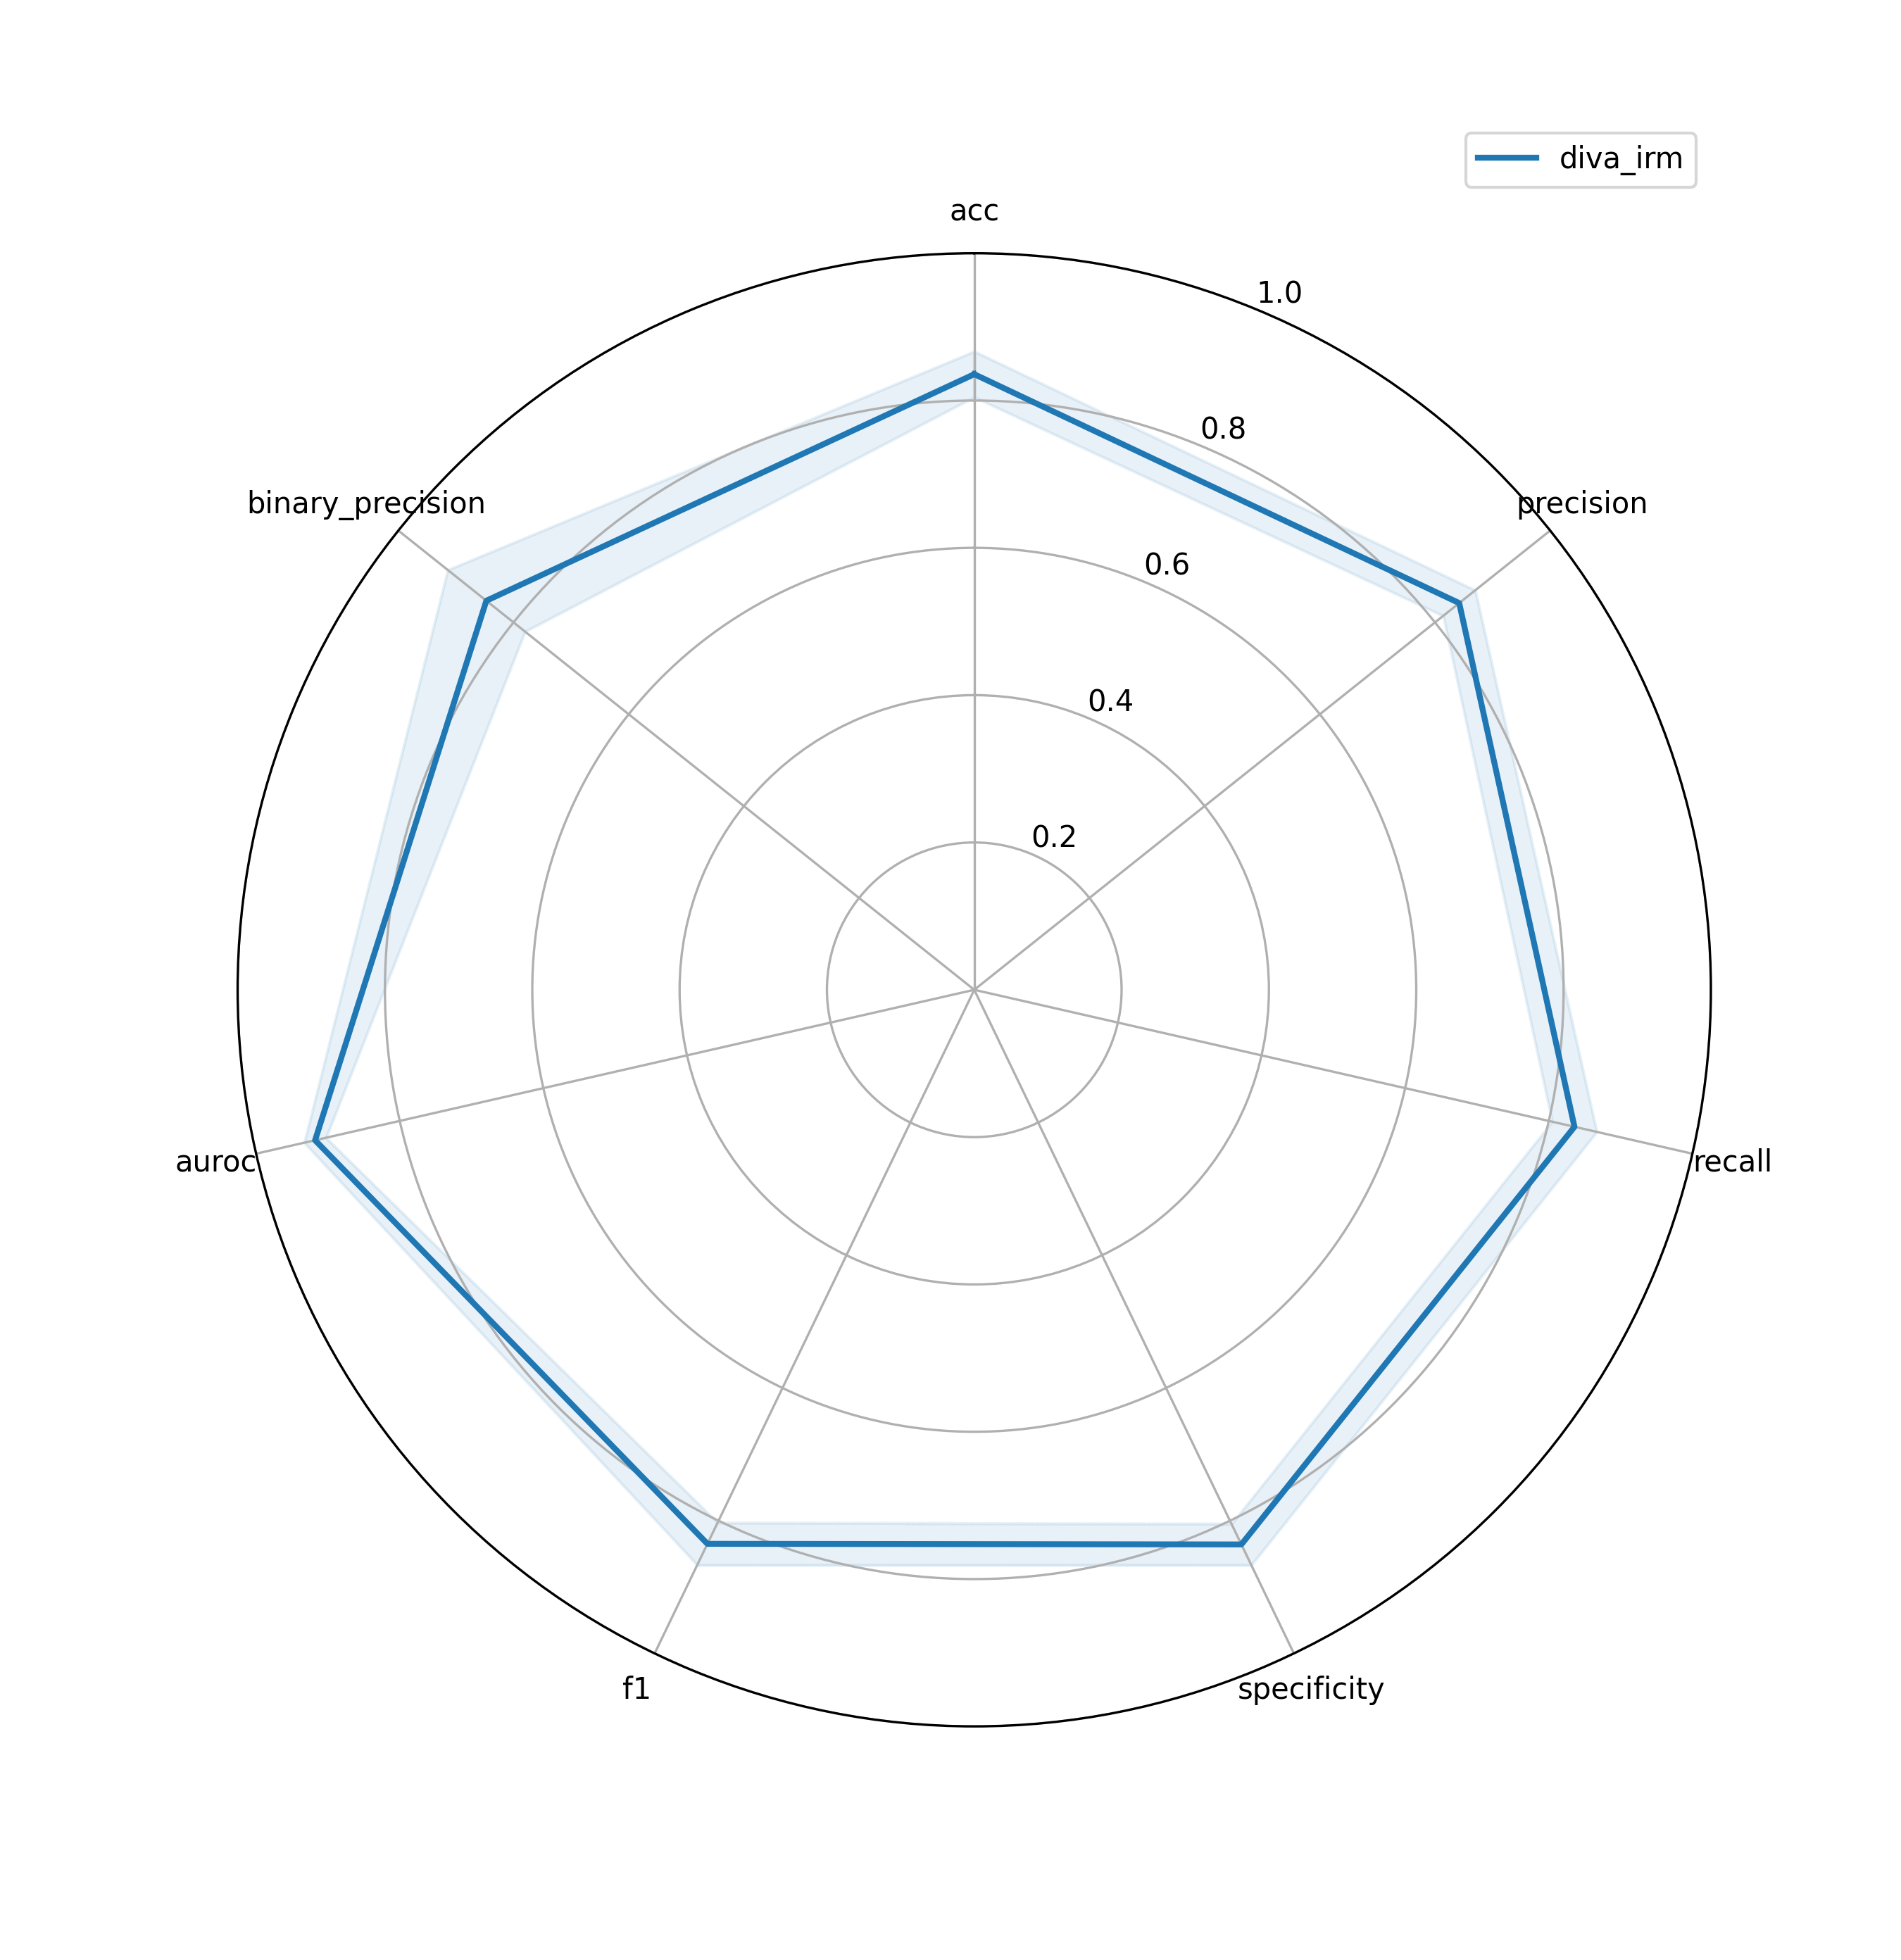 diva_irm
acc
1.0
0.8
binary_precision
precision
0.6
0.4
0.2
auroc
recall
f1
specificity